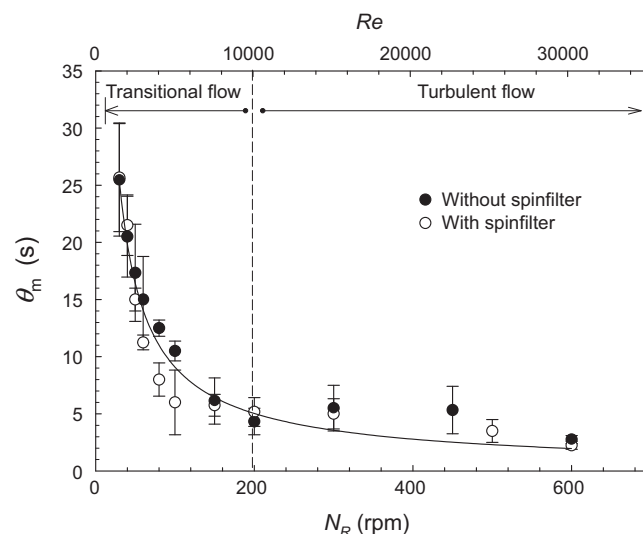 Re
0 10000 20000 30000
35
Transitional flow Turbulent flow
30
25
Without spinfilter
With spinfilter
20
θm (s)
15
10
5
0
0 200 400 600
NR (rpm)